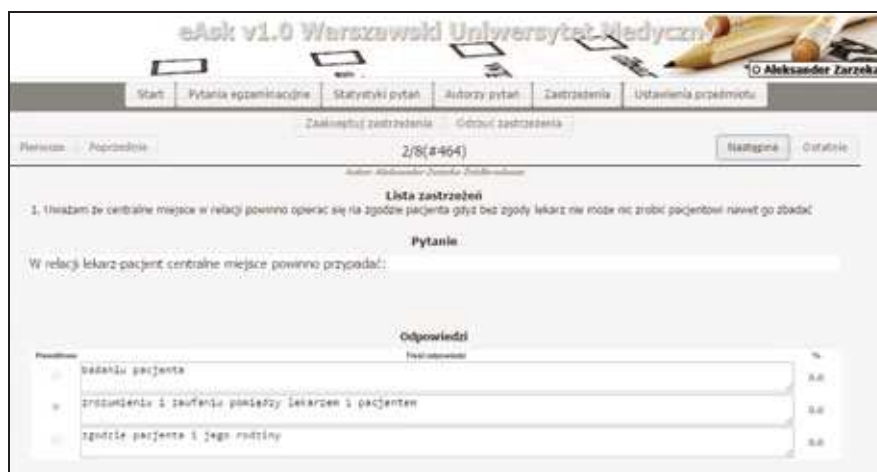 eAsk v1.0 Warszawski Uniwersytet Medyczny
Aleksander Zarzeka
Start Pytania egzaminacyjne Statystyki pytań Autorzy pytań Zastrzeżenia Ustawienia przedmiotu
Zaakceptuj zastrzeżenia Odrzuć zastrzeżenia
Pierwsze Poprzednie 2/8(#464) Następne Ostatnie
Autor: Aleksander Zarzeka
Lista zastrzeżeń
1. Uważam że centralne miejsce w relacji powinno opierać się na zgodzie pacjenta gdyż bez zgody lekarz nie może nic zrobić pacjentowi nawet go zbadać
Pytanie
W relacji lekarz-pacjent centralne miejsce powinno przypadać:
Odpowiedzi
Prawidłowa Treść odpowiedzi %
badaniu pacjenta 0.0
zrozumieniu i zaufaniu pomiędzy lekarzem i pacjentem 0.0
zgodzie pacjenta i jego rodziny 0.0